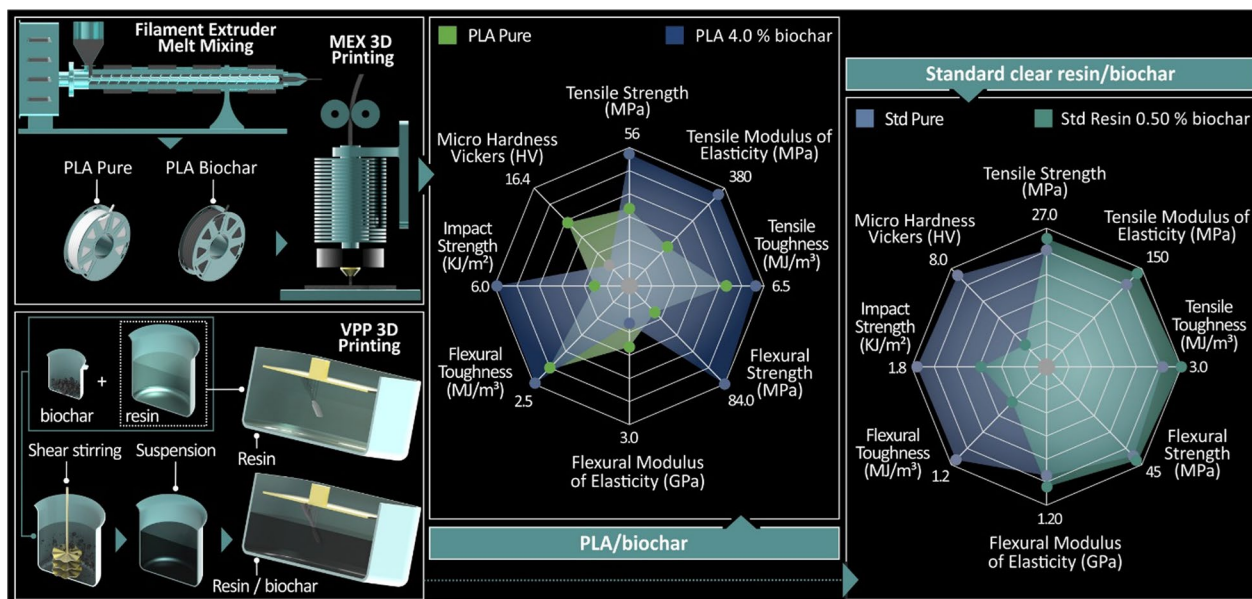 Filament Extruder
Melt Mixing
MEX 3D
Printing
PLA Pure
PLA Biochar
VPP 3D
Printing
biochar
+
resin
Resin
Shear stirring
Suspension
Resin / biochar
PLA Pure
PLA 4.0 % biochar
Tensile Strength
(MPa)
56
Tensile Modulus of
Elasticity (MPa)
380
Tensile
Toughness
(MJ/m³)
6.5
Flexural
Strength
(MPa)
84.0
Flexural Modulus
of Elasticity (GPa)
3.0
Flexural
Toughness
(MJ/m³)
2.5
Impact
Strength
(KJ/m²)
6.0
Micro Hardness
Vickers (HV)
16.4
PLA/biochar
Standard clear resin/biochar
Std Pure
Std Resin 0.50 % biochar
Tensile Strength
(MPa)
27.0
Tensile Modulus of
Elasticity (MPa)
150
Tensile
Toughness
(MJ/m³)
3.0
Flexural
Strength
(MPa)
45
1.20
Flexural Modulus of Elasticity
(GPa)
Flexural
Toughness
(MJ/m³)
1.2
Impact
Strength
(KJ/m²)
1.8
Micro Hardness
Vickers (HV)
8.0